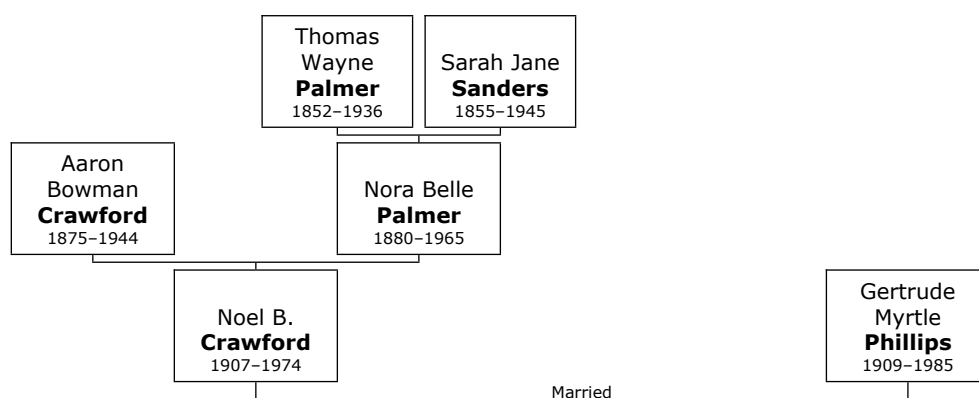 Thomas
Wayne
Palmer
1852–1936
Sarah Jane
Sanders
1855–1945
Aaron
Bowman
Crawford
1875–1944
Nora Belle
Palmer
1880–1965
Noel B.
Crawford
1907–1974
Gertrude
Myrtle
Phillips
1909–1985
Married